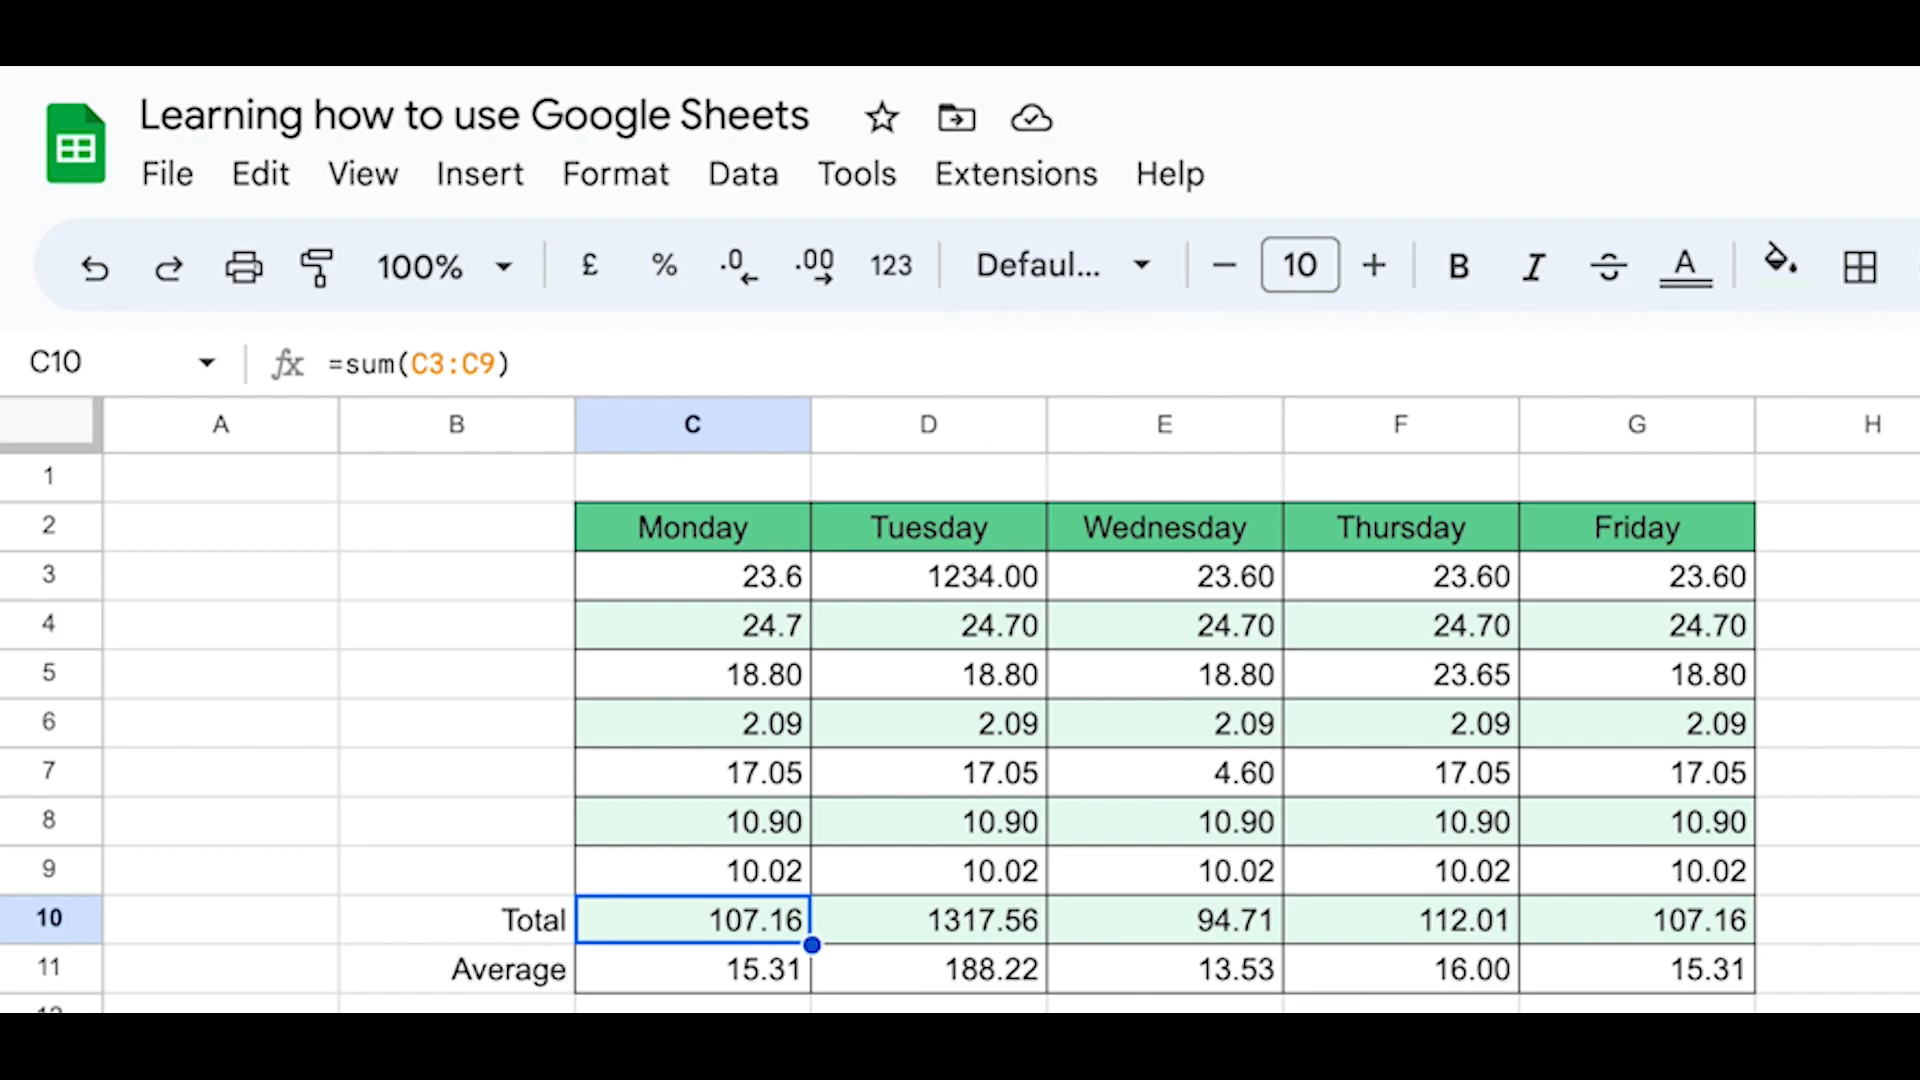 Learning how to use Google Sheets
File Edit View Insert Format Data Tools Extensions Help
100% £ % .0 .00 123 Defaul... − 10 + B I S A
C10 fx =sum(C3:C9)
A B C D E F G H
1
2 Monday Tuesday Wednesday Thursday Friday
3 23.6 1234.00 23.60 23.60 23.60
4 24.7 24.70 24.70 24.70 24.70
5 18.80 18.80 18.80 23.65 18.80
6 2.09 2.09 2.09 2.09 2.09
7 17.05 17.05 4.60 17.05 17.05
8 10.90 10.90 10.90 10.90 10.90
9 10.02 10.02 10.02 10.02 10.02
10 Total 107.16 1317.56 94.71 112.01 107.16
11 Average 15.31 188.22 13.53 16.00 15.31